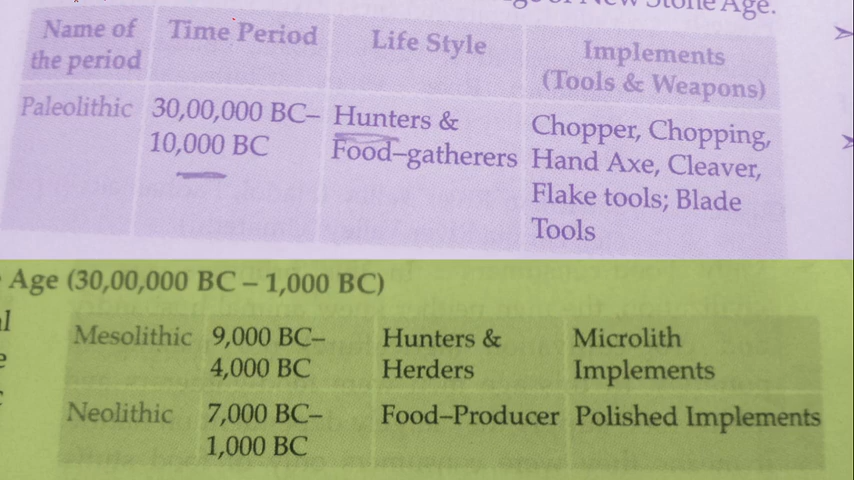 New Stone Age.
Name of the period
Time Period
Life Style
Implements (Tools & Weapons)
Paleolithic
30,00,000 BC–
10,000 BC
Hunters &
Food–gatherers
Chopper, Chopping,
Hand Axe, Cleaver,
Flake tools; Blade
Tools
Age (30,00,000 BC – 1,000 BC)
Mesolithic
9,000 BC–
4,000 BC
Hunters &
Herders
Microlith
Implements
Neolithic
7,000 BC–
1,000 BC
Food–Producer
Polished Implements